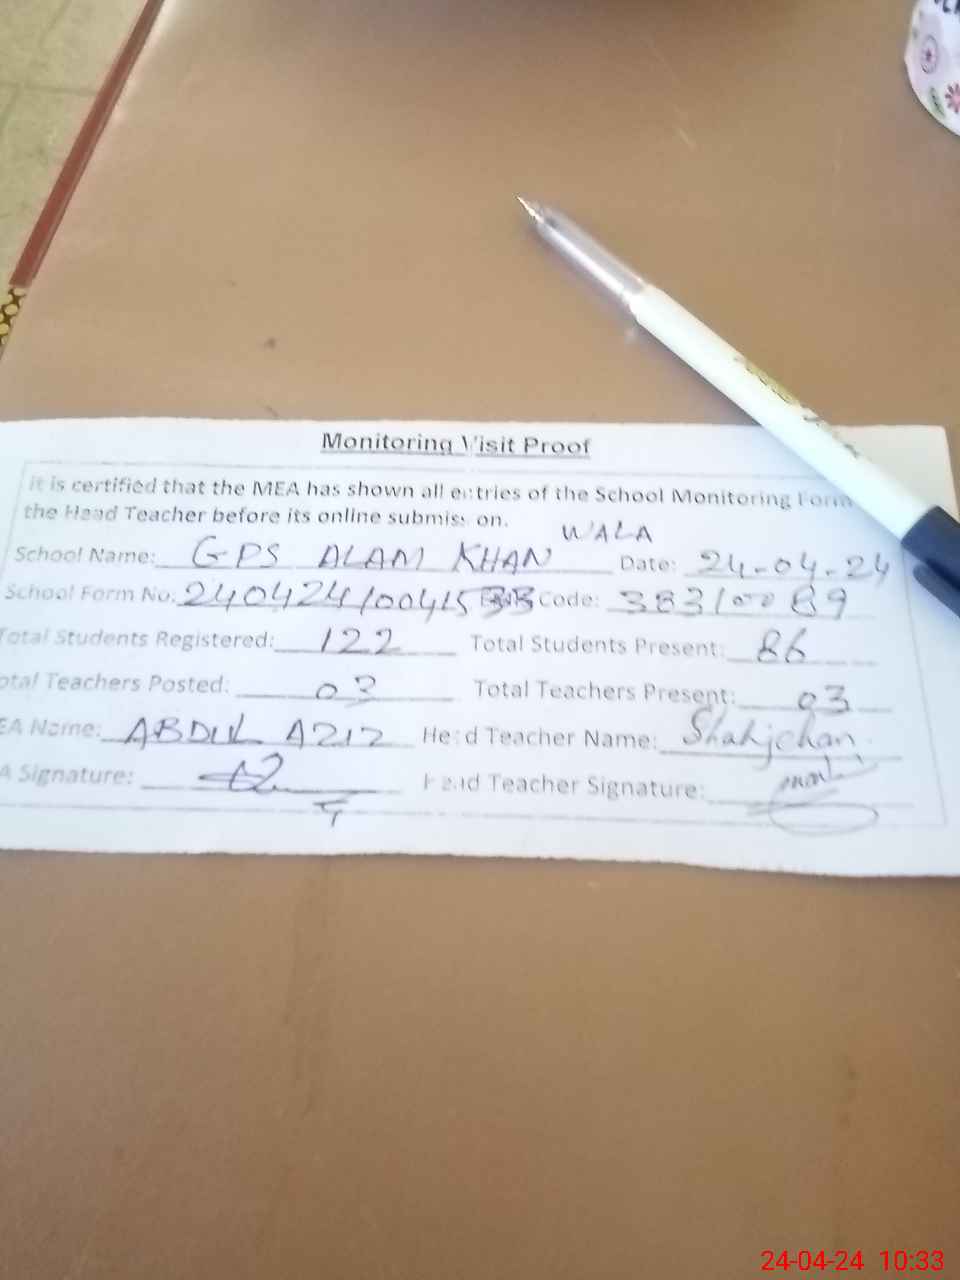 Monitoring Visit Proof
It is certified that the MEA has shown all entries of the School Monitoring Form
the Head Teacher before its online submission.
WALA
School Name: GPS ALAM KHAN Date: 24-04-24
School Form No: Code: 38310089
Total Students Registered: 122 Total Students Present: 86
otal Teachers Posted: 03 Total Teachers Present: 03
EA Name: ABDUL AZIZ Head Teacher Name: Shahjehan
A Signature: Head Teacher Signature:
24-04-24 10:33